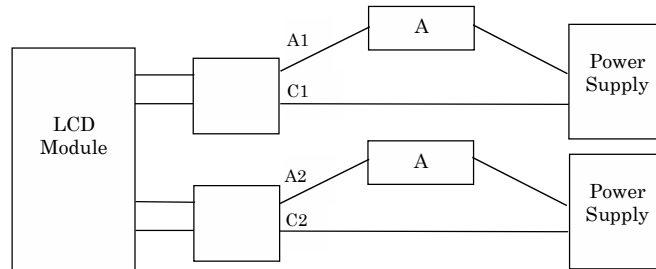 A1
A
C1
Power
Supply
LCD
Module
A2
A
C2
Power
Supply